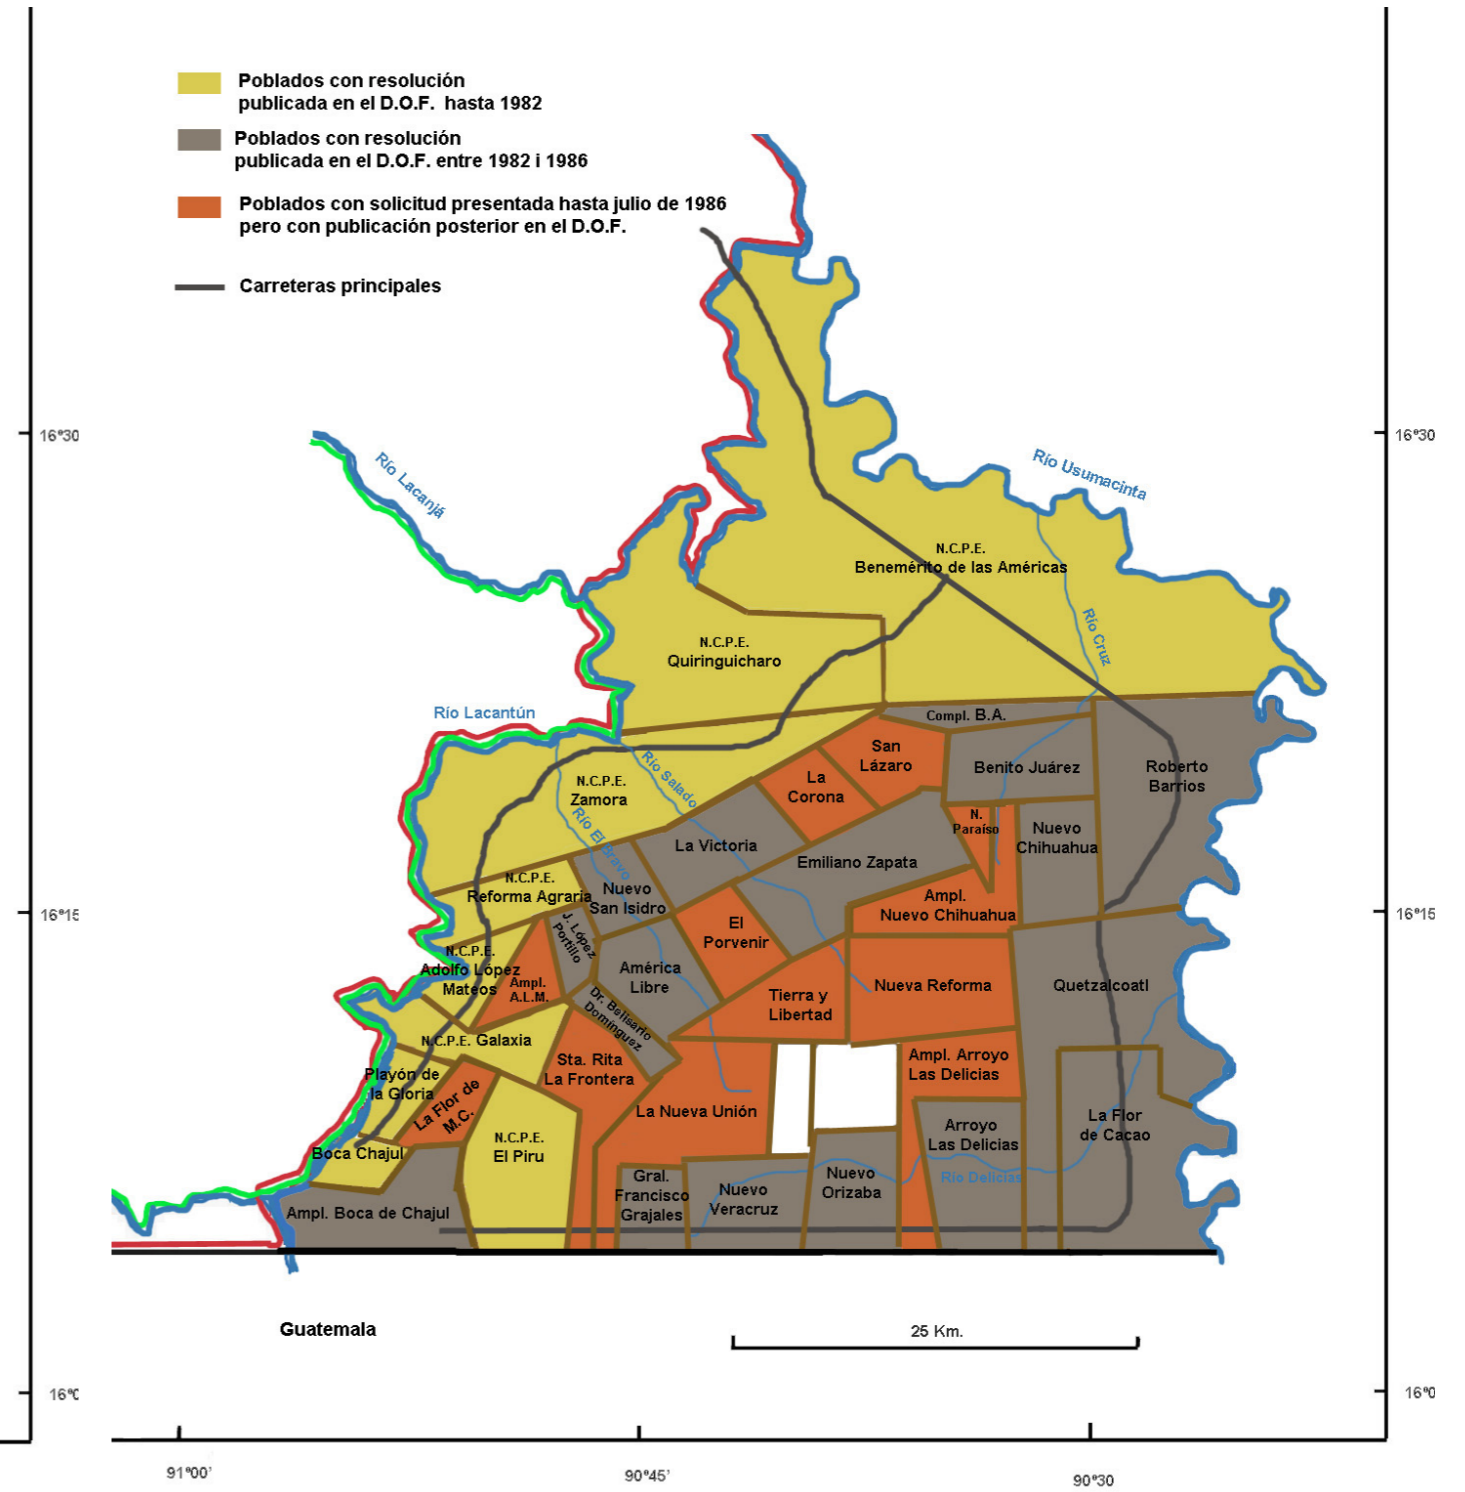 Poblados con resolución
publicada en el D.O.F. hasta 1982
Poblados con resolución
publicada en el D.O.F. entre 1982 i 1986
Poblados con solicitud presentada hasta julio de 1986
pero con publicación posterior en el D.O.F.
Carreteras principales
16°30
16°30
Río Lacanjá
Río Usumacinta
N.C.P.E.
Benemérito de las Américas
Río Cruz
N.C.P.E.
Quiringuicharo
Río Lacantún
Compl. B.A.
San
Lázaro
Benito Juárez
Roberto
Barrios
Río Salado
La
Corona
N.C.P.E.
Zamora
Río El Bravo
N.
Paraíso
Nuevo
Chihuahua
La Victoria
Emiliano Zapata
N.C.P.E.
Reforma Agraria
Nuevo
San Isidro
Ampl.
Nuevo Chihuahua
16°15
16°15
J. López
Portillo
El
Porvenir
N.C.P.E.
Adolfo López
Mateos
Ampl.
A.L.M.
América
Libre
Nueva Reforma
Quetzalcoatl
Tierra y
Libertad
Dr. Belisario
Domínguez
N.C.P.E. Galaxia
Sta. Rita
La Frontera
Ampl. Arroyo
Las Delicias
Playón de
la Gloria
La Flor de
M.C.
La Nueva Unión
La Flor
de Cacao
Arroyo
Las Delicias
N.C.P.E.
El Piru
Boca Chajul
Gral.
Francisco
Grajales
Nuevo
Veracruz
Nuevo
Orizaba
Río Delicias
Ampl. Boca de Chajul
Guatemala
25 Km.
16°0
16°0
91°00'
90°45'
90°30